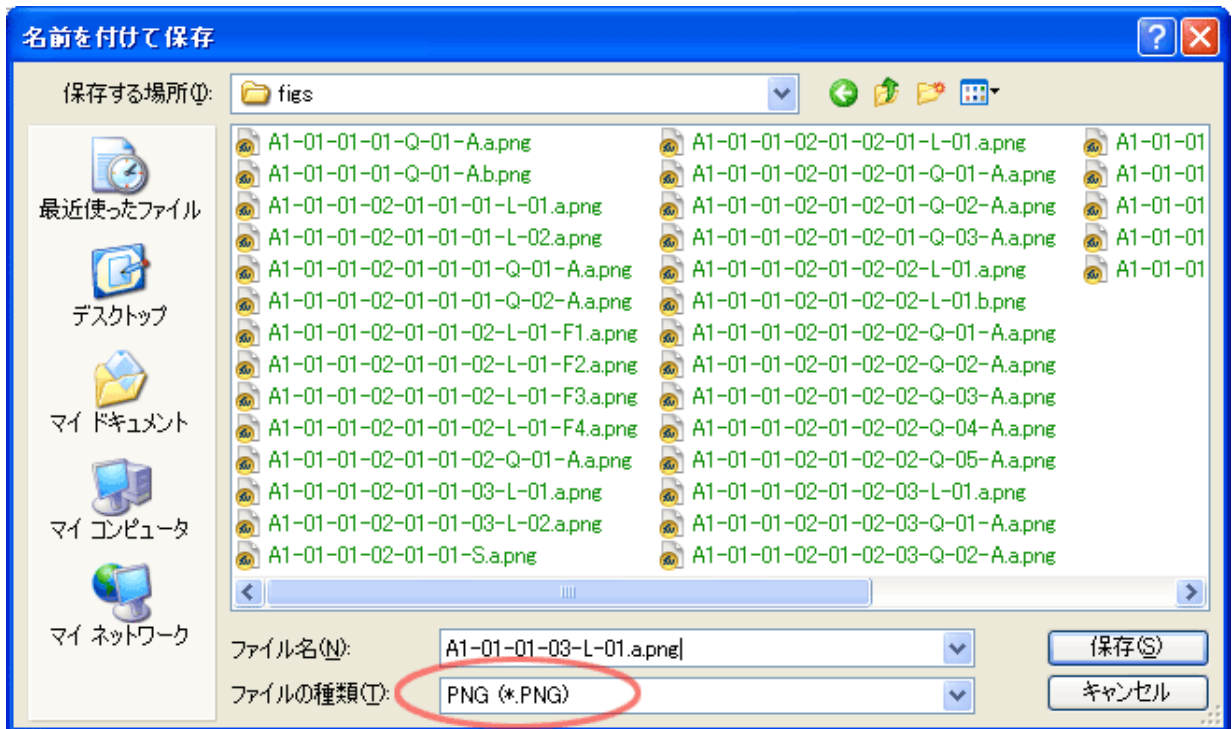 名前を付けて保存
保存する場所(I):
figs
最近使ったファイル
デスクトップ
マイ ドキュメント
マイ コンピュータ
マイ ネットワーク
A1-01-01-01-Q-01-A.a.png
A1-01-01-01-Q-01-A.b.png
A1-01-01-02-01-01-01-L-01.a.png
A1-01-01-02-01-01-01-L-02.a.png
A1-01-01-02-01-01-01-Q-01-A.a.png
A1-01-01-02-01-01-01-Q-02-A.a.png
A1-01-01-02-01-01-02-L-01-F1.a.png
A1-01-01-02-01-01-02-L-01-F2.a.png
A1-01-01-02-01-01-02-L-01-F3.a.png
A1-01-01-02-01-01-02-L-01-F4.a.png
A1-01-01-02-01-01-02-Q-01-A.a.png
A1-01-01-02-01-01-03-L-01.a.png
A1-01-01-02-01-01-03-L-02.a.png
A1-01-01-02-01-01-S.a.png
A1-01-01-02-01-02-01-L-01.a.png
A1-01-01-02-01-02-01-Q-01-A.a.png
A1-01-01-02-01-02-01-Q-02-A.a.png
A1-01-01-02-01-02-01-Q-03-A.a.png
A1-01-01-02-01-02-02-L-01.a.png
A1-01-01-02-01-02-02-L-01.b.png
A1-01-01-02-01-02-02-Q-01-A.a.png
A1-01-01-02-01-02-02-Q-02-A.a.png
A1-01-01-02-01-02-02-Q-03-A.a.png
A1-01-01-02-01-02-02-Q-04-A.a.png
A1-01-01-02-01-02-02-Q-05-A.a.png
A1-01-01-02-01-02-03-L-01.a.png
A1-01-01-02-01-02-03-Q-01-A.a.png
A1-01-01-02-01-02-03-Q-02-A.a.png
A1-01-01
A1-01-01
A1-01-01
A1-01-01
A1-01-01
ファイル名(N):
A1-01-01-03-L-01.a.png
保存(S)
ファイルの種類(T):
PNG (*.PNG)
キャンセル